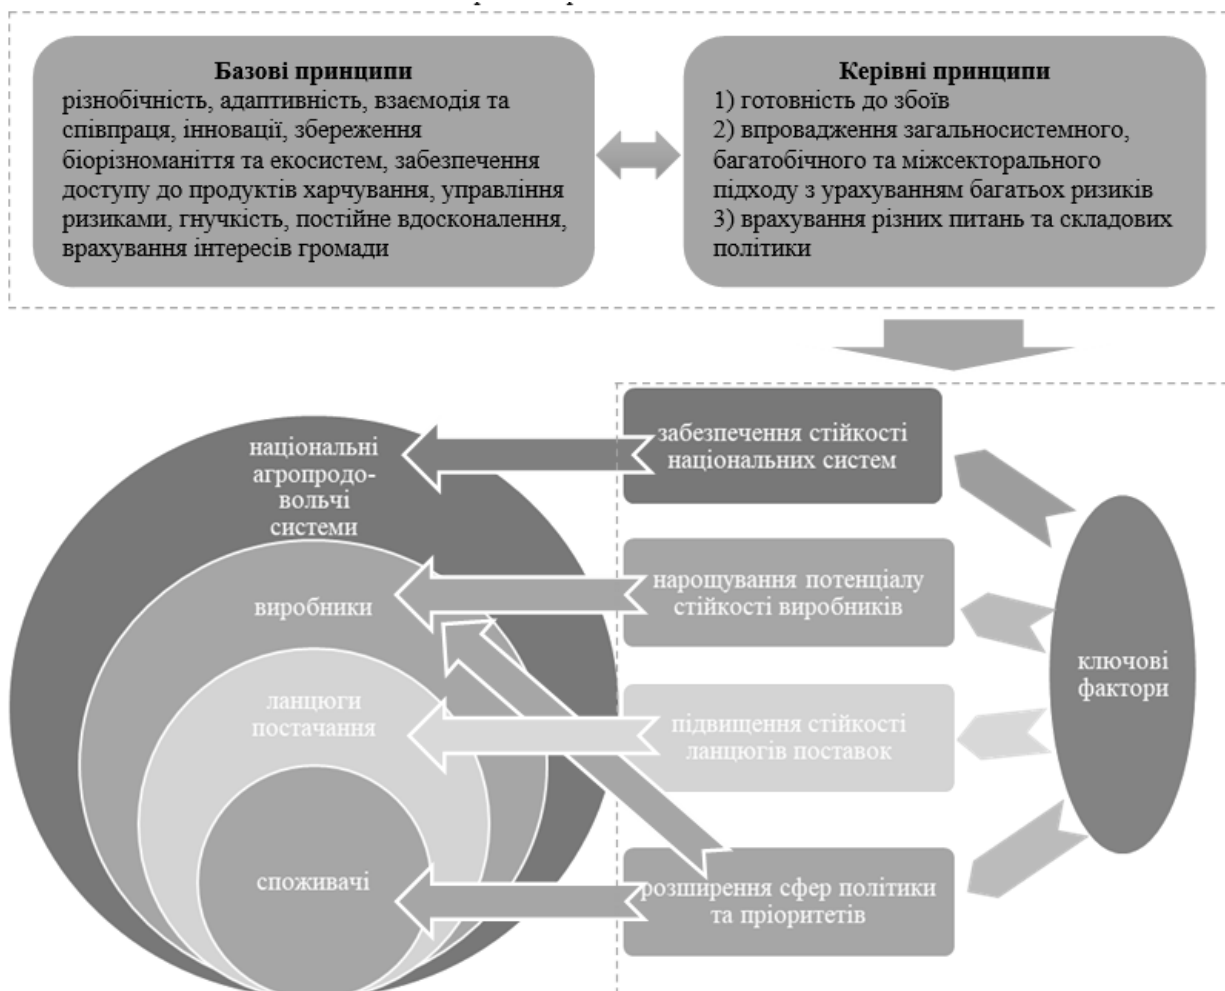 Базові принципи
різнобічність, адаптивність, взаємодія та
співпраця, інновації, збереження
біорізноманіття та екосистем, забезпечення
доступу до продуктів харчування, управління
ризиками, гнучкість, постійне вдосконалення,
врахування інтересів громади
Керівні принципи
1) готовність до збоїв
2) впровадження загальносистемного,
багатобічного та міжсекторального
підходу з урахуванням багатьох ризиків
3) врахування різних питань та складових
політики
національні
агропродо-
вольчі
системи
виробники
ланцюги
постачання
споживачі
забезпечення стійкості
національних систем
нарощування потенціалу
стійкості виробників
підвищення стійкості
ланцюгів поставок
розширення сфер політики
та пріоритетів
ключові
фактори